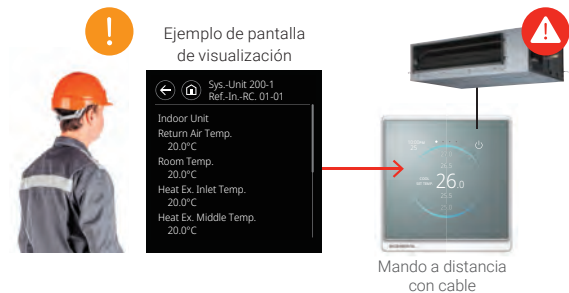 Ejemplo de pantalla
de visualización
Sys.-Unit 200-1
Ref.-In.-RC. 01-01
Indoor Unit
Return Air Temp.
20.0°C
Room Temp.
20.0°C
Heat Ex. Inlet Temp.
20.0°C
Heat Ex. Middle Temp.
20.0°C
26.0
Mando a distancia
con cable